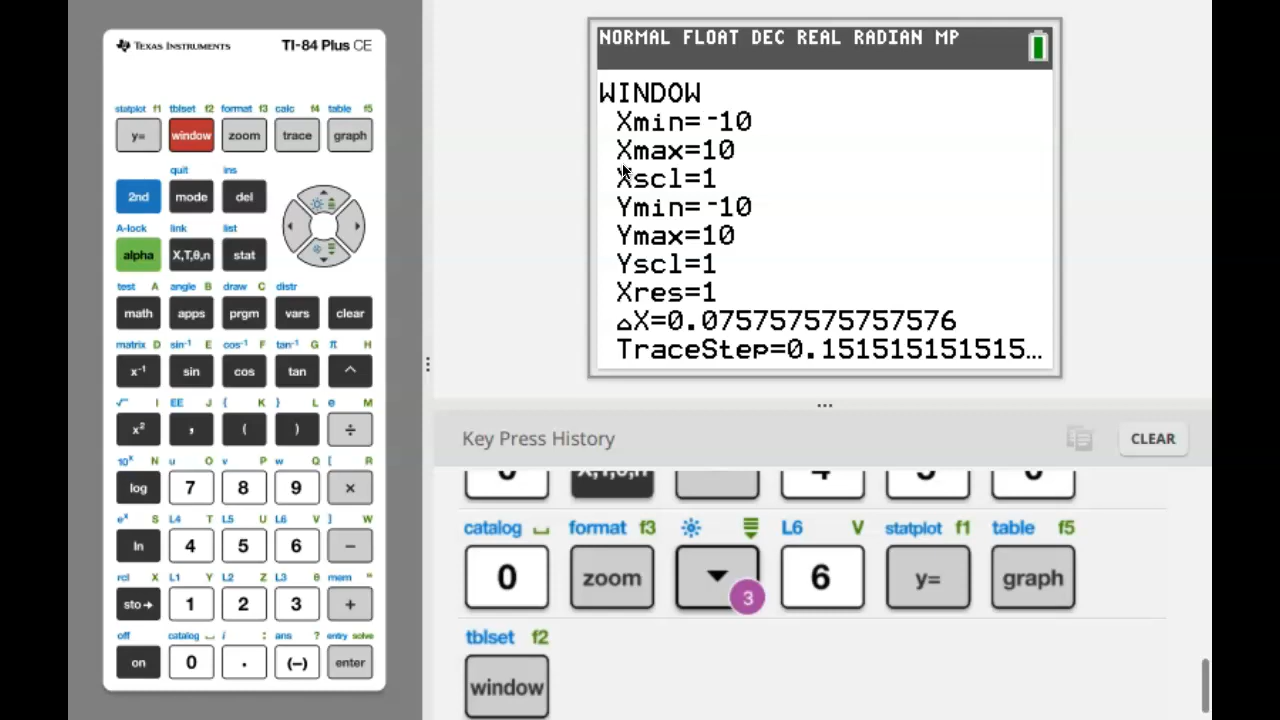 TEXAS INSTRUMENTS TI-84 Plus CE
statplot f1 tblset f2 format f3 calc f4 table f5
y= window zoom trace graph
quit ins
2nd mode del
A-lock link list
alpha X,T,θ,n stat
test A angle B draw C distr
math apps prgm vars clear
matrix D sin⁻¹ E cos⁻¹ F tan⁻¹ G π H
x⁻¹ sin cos tan ^
√ I EE J { K } L e M
x² , ( ) ÷
10ˣ N u O v P w Q [ R
log 7 8 9 ×
eˣ S L4 T L5 U L6 V ] W
ln 4 5 6 −
rcl X L1 Y L2 Z L3 θ mem "
sto→ 1 2 3 +
off catalog ⎵ i : ans ? entry solve
on 0 . (−) enter
NORMAL FLOAT DEC REAL RADIAN MP
WINDOW
Xmin=-10
Xmax=10
Xscl=1
Ymin=-10
Ymax=10
Yscl=1
Xres=1
△X=0.075757575757576
TraceStep=0.151515151515…
Key Press History
CLEAR
catalog ⎵ format f3 L6 V statplot f1 table f5
0 zoom 3 6 y= graph
tblset f2
window